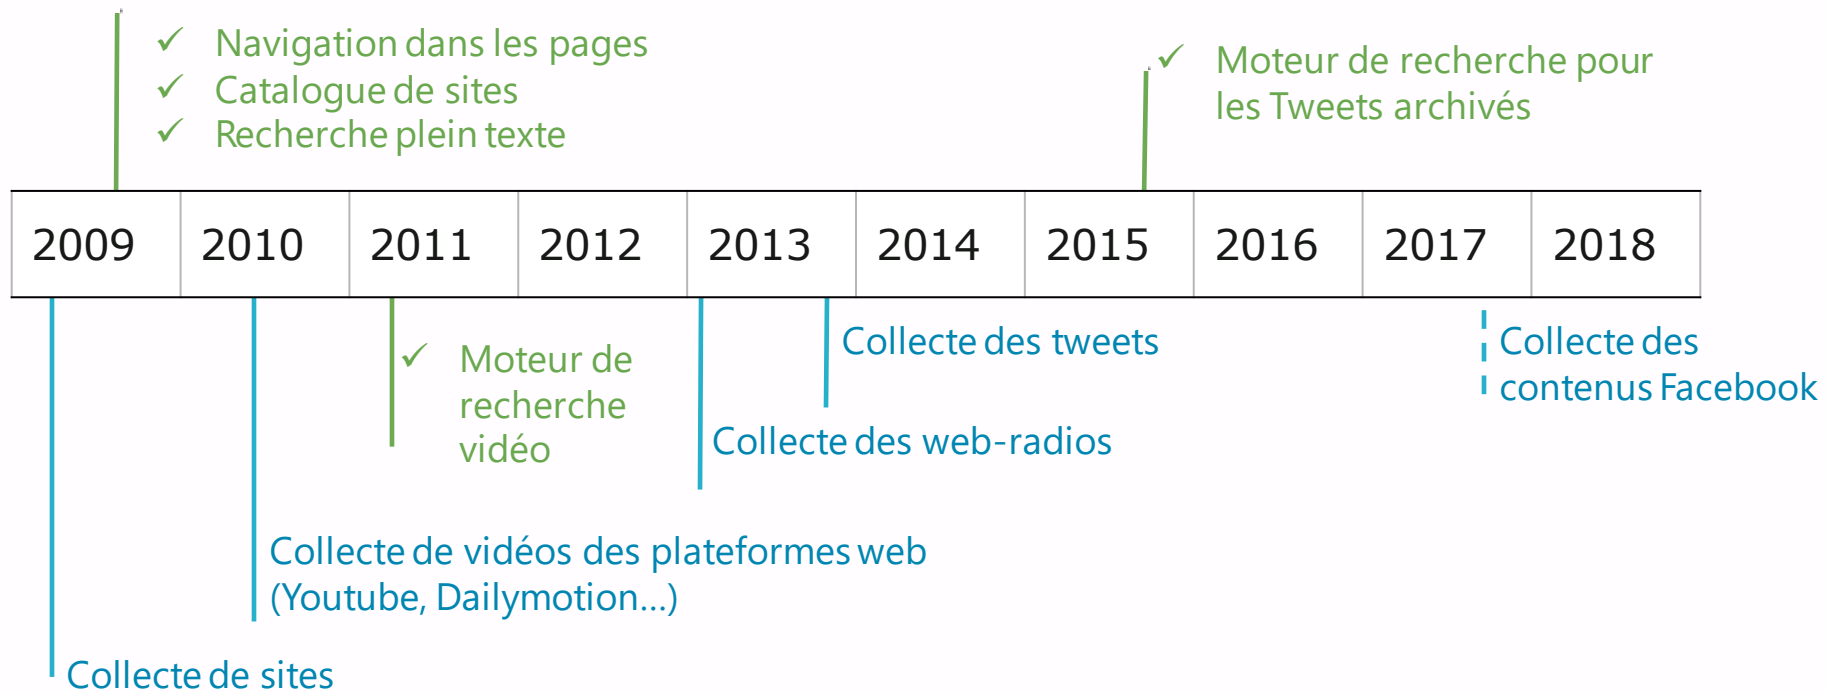 ✓ Navigation dans les pages
✓ Catalogue de sites
✓ Recherche plein texte
✓ Moteur de recherche pour
les Tweets archivés
2009 2010 2011 2012 2013 2014 2015 2016 2017 2018
✓ Moteur de
recherche
vidéo
Collecte des tweets
Collecte des web-radios
Collecte des
contenus Facebook
Collecte de vidéos des plateformes web
(Youtube, Dailymotion...)
Collecte de sites